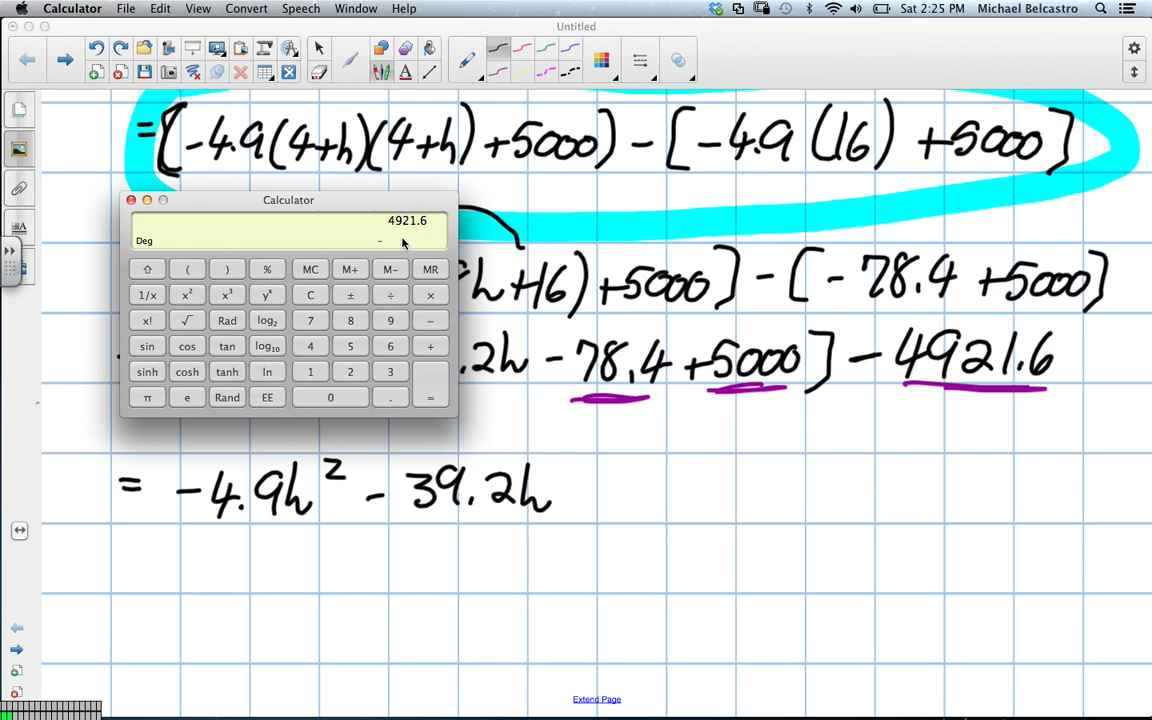 Calculator File Edit View Convert Speech Window Help Sat 2:25 PM Michael Belcastro
Untitled
=[-4.9(4+h)(4+h)+5000]-[-4.9(16)+5000]
Calculator
4921.6
Deg -
( ) % MC M+ M- MR
1/x x² x³ yˣ C ± ÷ ×
x! √ Rad log₂ 7 8 9 −
sin cos tan log₁₀ 4 5 6 +
sinh cosh tanh ln 1 2 3
π e Rand EE 0 . =
h+16)+5000]-[-78.4+5000]
.2h-78.4+5000]-4921.6
= -4.9h² - 39.2h
Extend Page